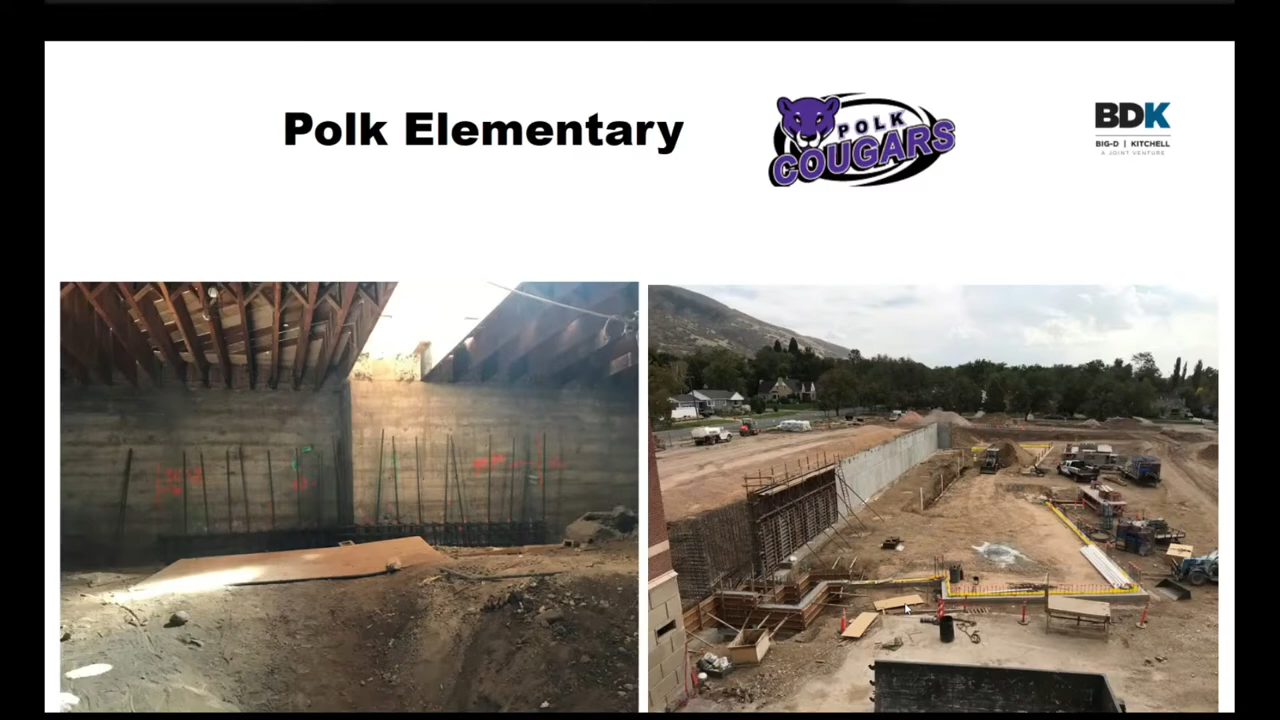 Polk Elementary
POLK
COUGARS
BDK
BIG-D | KITCHELL
A JOINT VENTURE